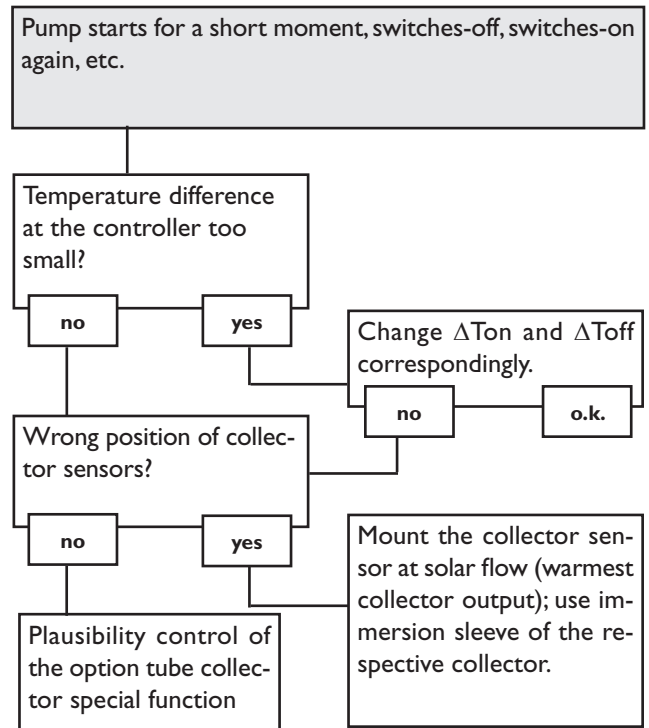 Pump starts for a short moment, switches-off, switches-on
again, etc.
Temperature difference
at the controller too
small?
no
yes
Change ΔTon and ΔToff
correspondingly.
no
o.k.
Wrong position of collec-
tor sensors?
no
yes
Mount the collector sen-
sor at solar flow (warmest
collector output); use im-
mersion sleeve of the re-
spective collector.
Plausibility control of
the option tube collec-
tor special function